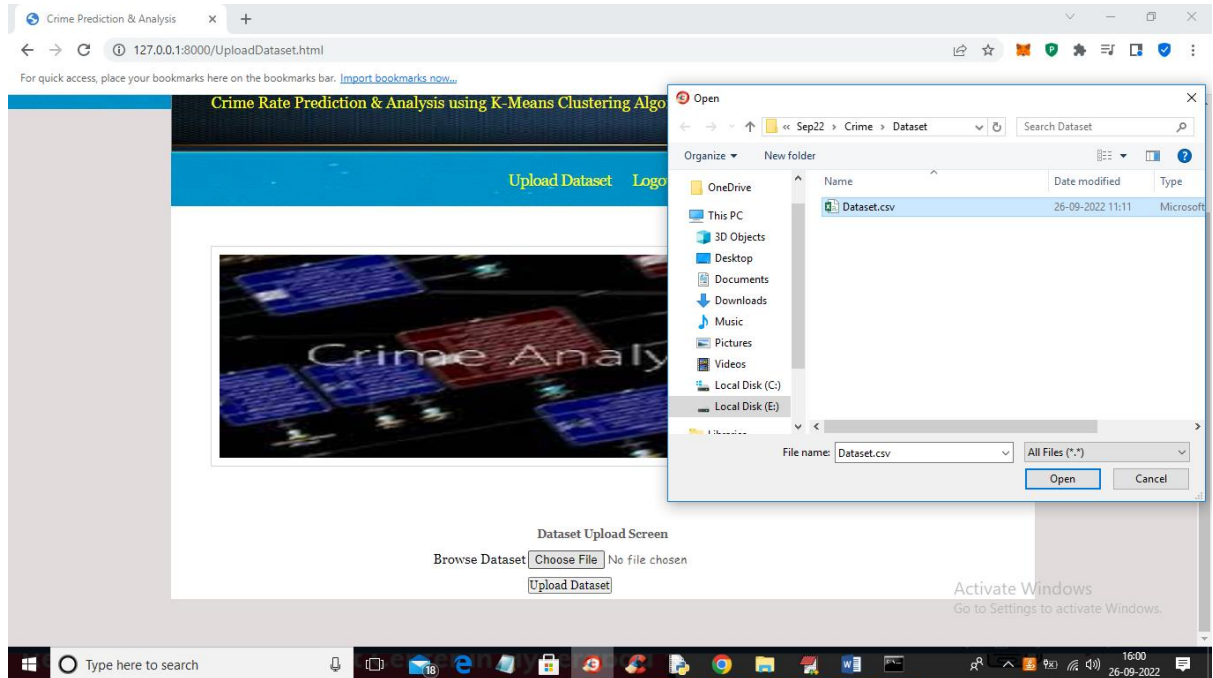 Crime Prediction & Analysis
127.0.0.1:8000/UploadDataset.html
For quick access, place your bookmarks here on the bookmarks bar. Import bookmarks now...
Crime Rate Prediction & Analysis using K-Means Clustering Algo
Upload Dataset Logo
Crime Analy
Open
« Sep22 › Crime › Dataset
Search Dataset
Organize New folder
Name Date modified Type
Dataset.csv 26-09-2022 11:11 Microsoft
OneDrive
This PC
3D Objects
Desktop
Documents
Downloads
Music
Pictures
Videos
Local Disk (C:)
Local Disk (E:)
File name: Dataset.csv All Files (*.*)
Open Cancel
Dataset Upload Screen
Browse Dataset Choose File No file chosen
Upload Dataset
Activate Windows
Go to Settings to activate Windows.
Type here to search
18
16:00
26-09-2022